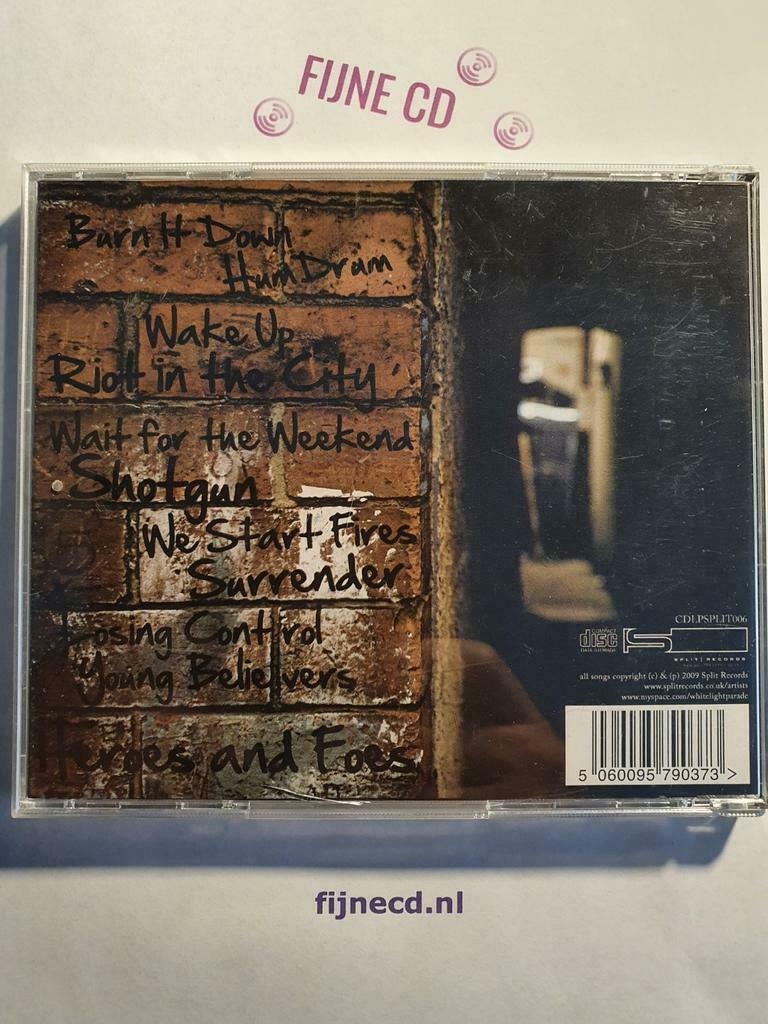 FIJNE CD
Burn It Down
Hum Drum
Wake Up
Riot in the City
Wait for the Weekend
Shotgun
We Start Fires
Surrender
Losing Control
Young Believers
Heroes and Foes
CDLPSPLIT006
COMPACT
disc
SPLIT RECORDS
all songs copyright (c) & (p) 2009 Split Records
www.splitrecords.co.uk/artists
www.myspace.com/whitelightparade
5 060095 790373 >
fijnecd.nl